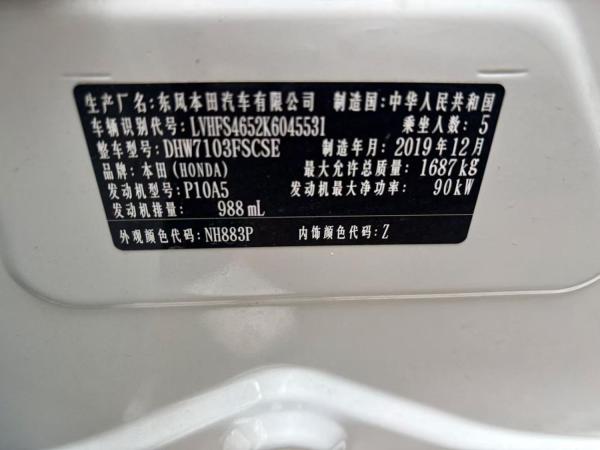 生产厂名:东风本田汽车有限公司 制造国:中华人民共和国
车辆识别代号:LVHFS4652K6045531 乘坐人数:5
整车型号:DHW7103FSCSE 制造年月:2019年12月
品牌:本田(HONDA) 最大允许总质量:1687kg
发动机型号:P10A5 发动机最大净功率:90kW
发动机排量: 988mL
外观颜色代码:NH883P 内饰颜色代码:Z